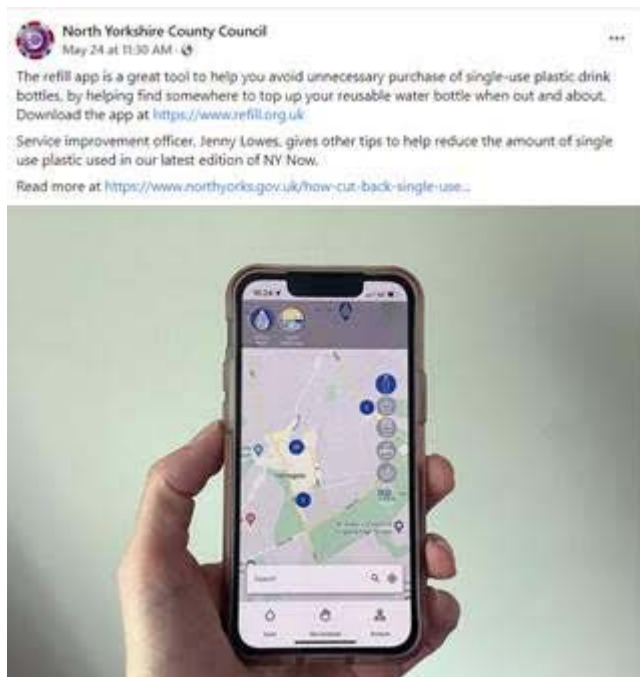 North Yorkshire County Council
May 24 at 11:30 AM ·
The refill app is a great tool to help you avoid unnecessary purchase of single-use plastic drink
bottles, by helping find somewhere to top up your reusable water bottle when out and about.
Download the app at https://www.refill.org.uk
Service improvement officer, Jenny Lowes, gives other tips to help reduce the amount of single
use plastic used in our latest edition of NY Now.
Read more at https://www.northyorks.gov.uk/how-cut-back-single-use...
16:24
Search